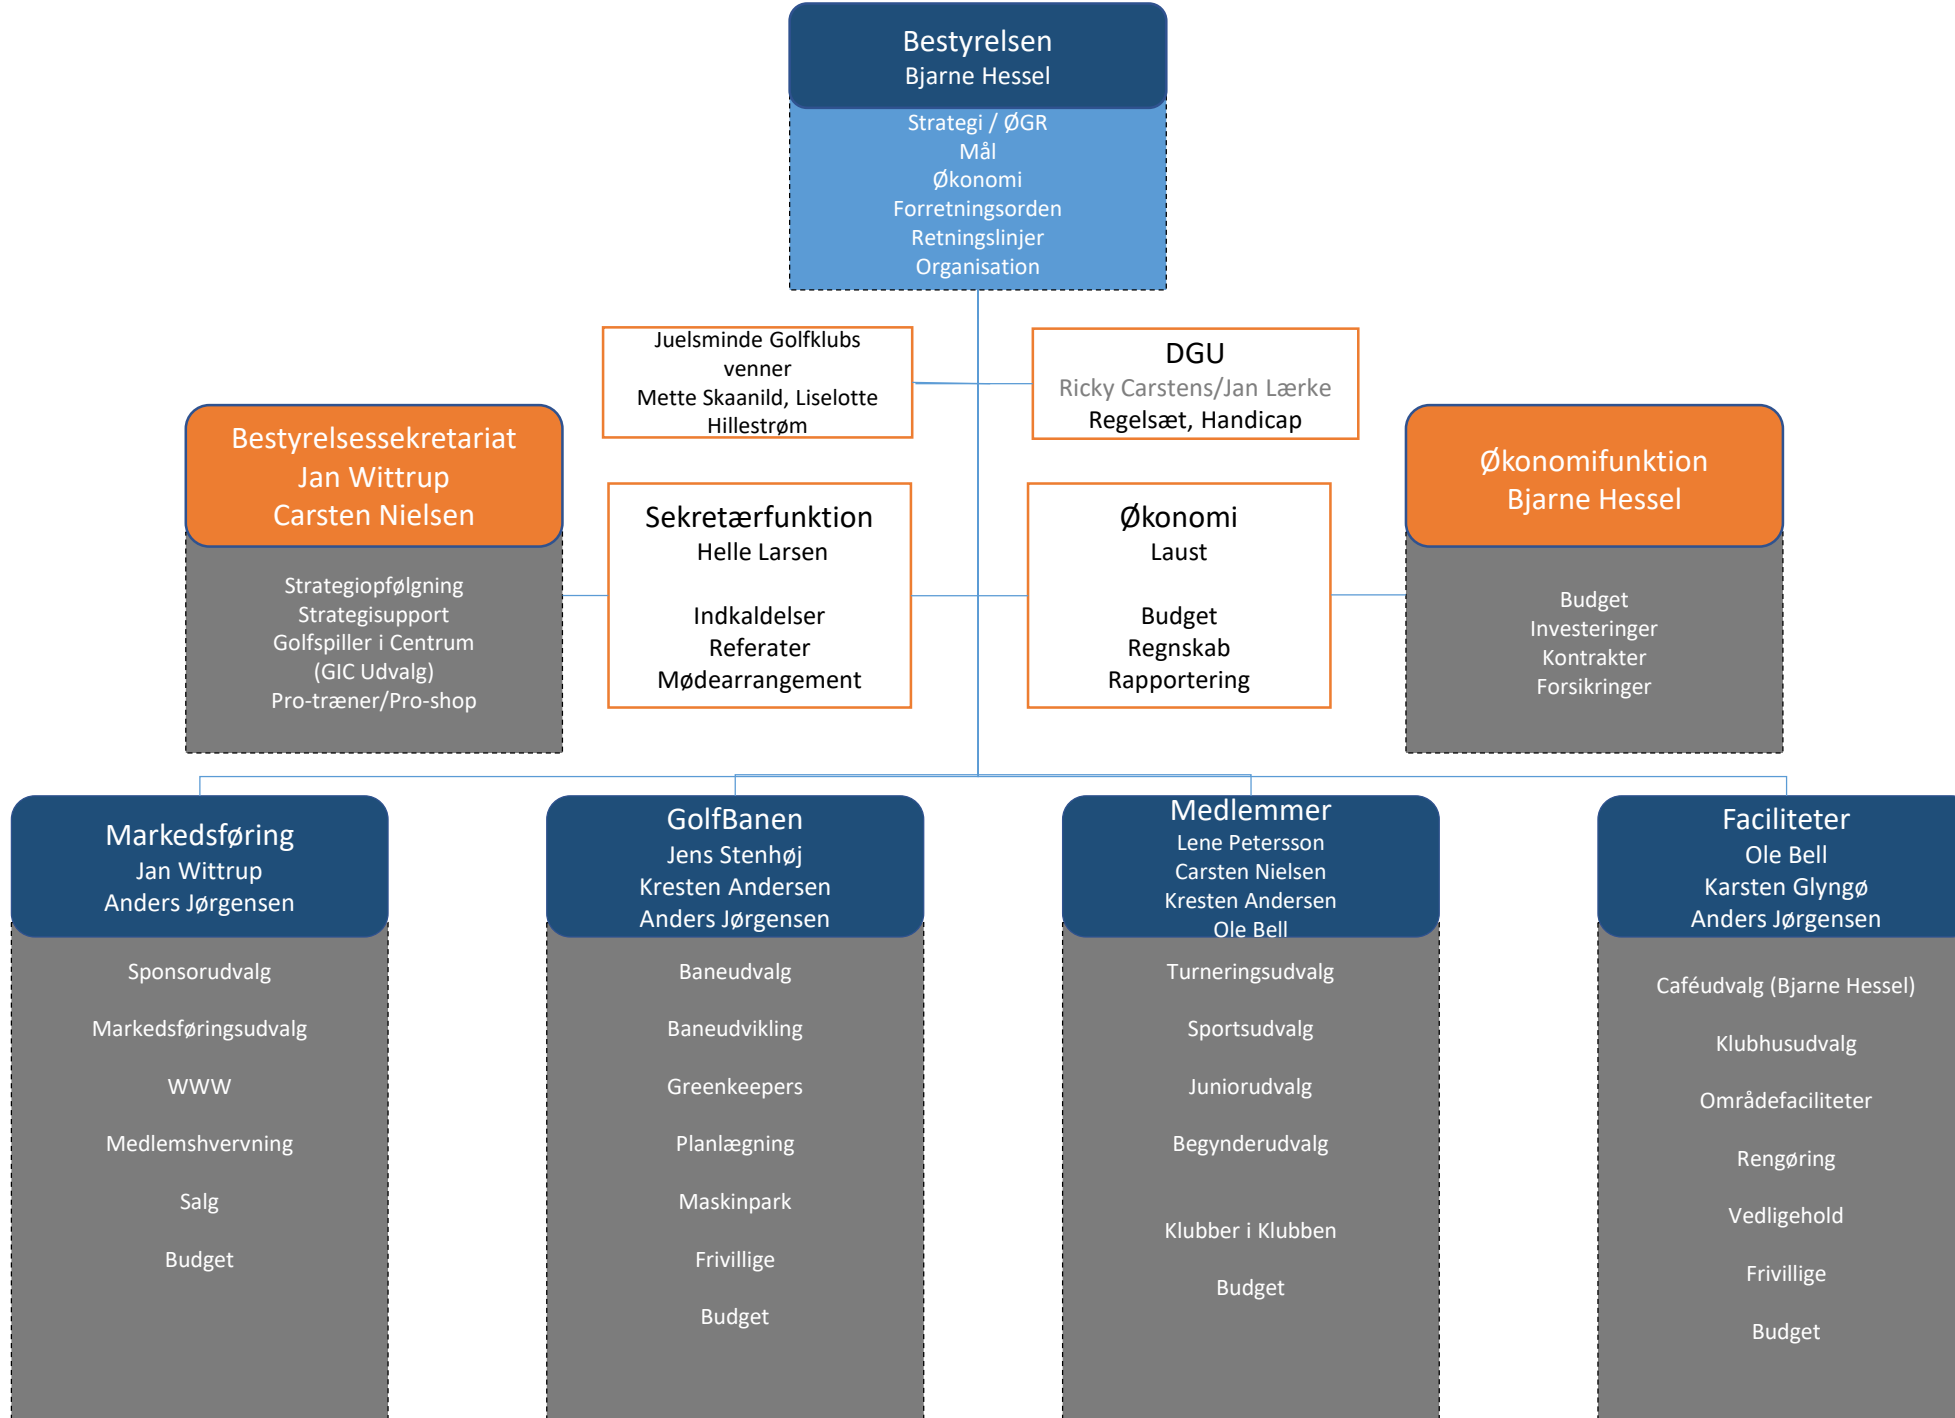 Bestyrelsen
Bjarne Hessel
Strategi / ØGR
Mål
Økonomi
Forretningsorden
Retningslinjer
Organisation
Juelsminde Golfklubs
venner
Mette Skaanild, Liselotte
Hillestrøm
DGU
Ricky Carstens/Jan Lærke
Regelsæt, Handicap
Bestyrelsessekretariat
Jan Wittrup
Carsten Nielsen
Strategiopfølgning
Strategisupport
Golfspiller i Centrum
(GIC Udvalg)
Pro-træner/Pro-shop
Sekretærfunktion
Helle Larsen
Indkaldelser
Referater
Mødearrangement
Økonomi
Laust
Budget
Regnskab
Rapportering
Økonomifunktion
Bjarne Hessel
Budget
Investeringer
Kontrakter
Forsikringer
Markedsføring
Jan Wittrup
Anders Jørgensen
Sponsorudvalg
Markedsføringsudvalg
WWW
Medlemshvervning
Salg
Budget
GolfBanen
Jens Stenhøj
Kresten Andersen
Anders Jørgensen
Baneudvalg
Baneudvikling
Greenkeepers
Planlægning
Maskinpark
Frivillige
Budget
Medlemmer
Lene Petersson
Carsten Nielsen
Kresten Andersen
Ole Bell
Turneringsudvalg
Sportsudvalg
Juniorudvalg
Begynderudvalg
Klubber i Klubben
Budget
Faciliteter
Ole Bell
Karsten Glyngø
Anders Jørgensen
Caféudvalg (Bjarne Hessel)
Klubhusudvalg
Områdefaciliteter
Rengøring
Vedligehold
Frivillige
Budget